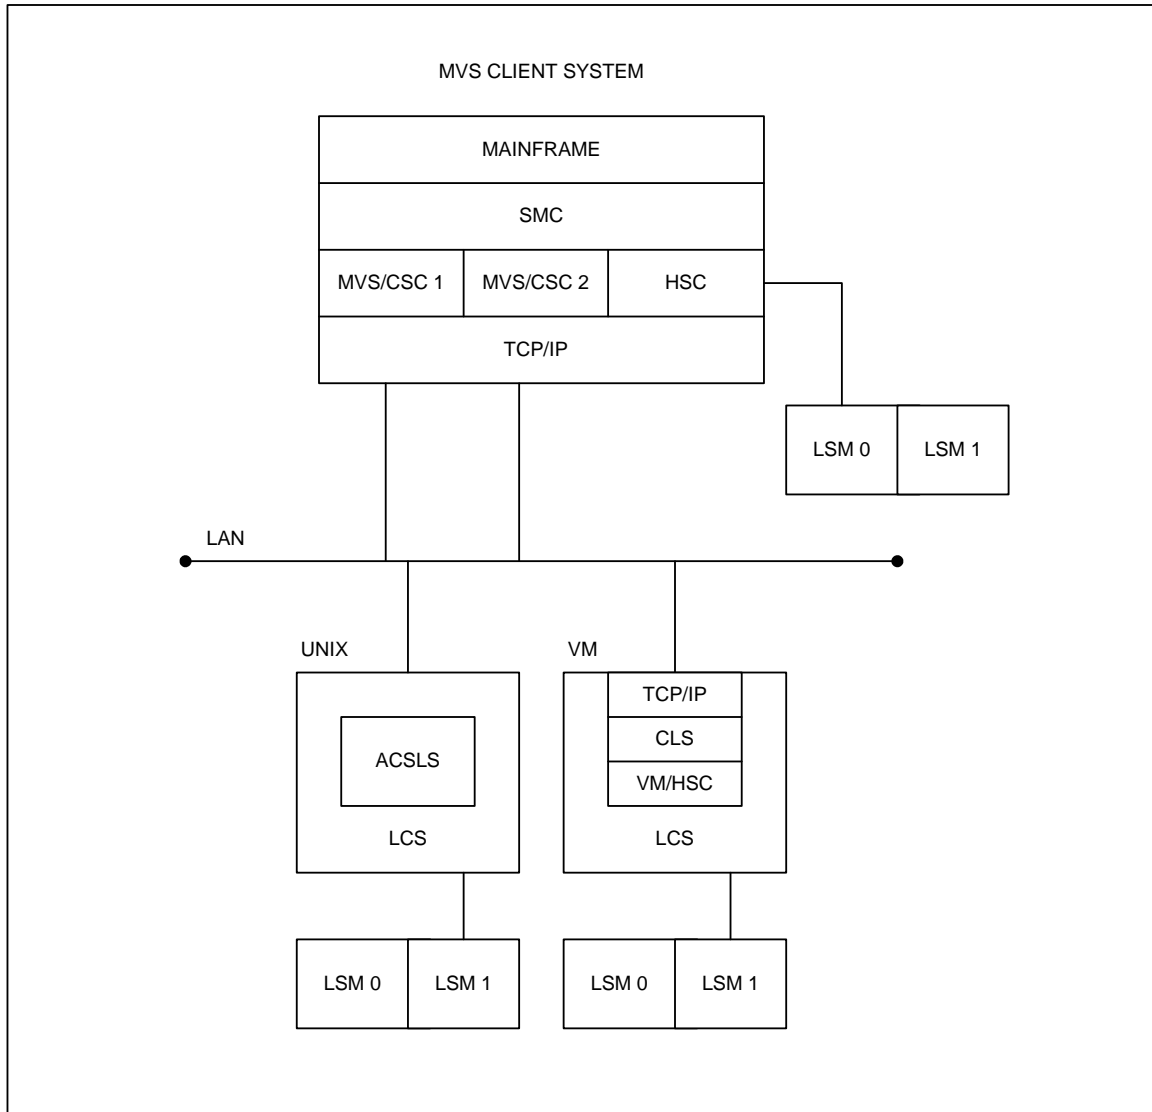 MVS CLIENT SYSTEM
MAINFRAME
SMC
MVS/CSC 1
MVS/CSC 2
HSC
TCP/IP
LSM 0
LSM 1
LAN
UNIX
VM
TCP/IP
CLS
VM/HSC
ACSLS
LCS
LCS
LSM 0
LSM 1
LSM 0
LSM 1